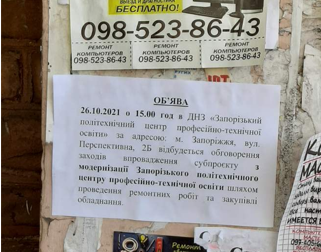 БЕСПЛАТНО!
098-523-86-43
РЕМОНТ РЕМОНТ РЕМОНТ
КОМПЬЮТЕРОВ КОМПЬЮТЕРОВ КОМПЬЮТЕРОВ
098-523-86-43 098-523-86-43 098-523-86-43
ОБ'ЯВА
26.10.2021 о 15.00 год в ДНЗ «Запорізький
політехнічний центр професійно-технічної
освіти» за адресою: м. Запоріжжя, вул.
Перспективна, 2Б відбудеться обговорення
заходів впровадження субпроєкту з
модернізації Запорізького політехнічного
центру професійно-технічної освіти шляхом
проведення ремонтних робіт та закупівлі
обладнання.
Ремонт